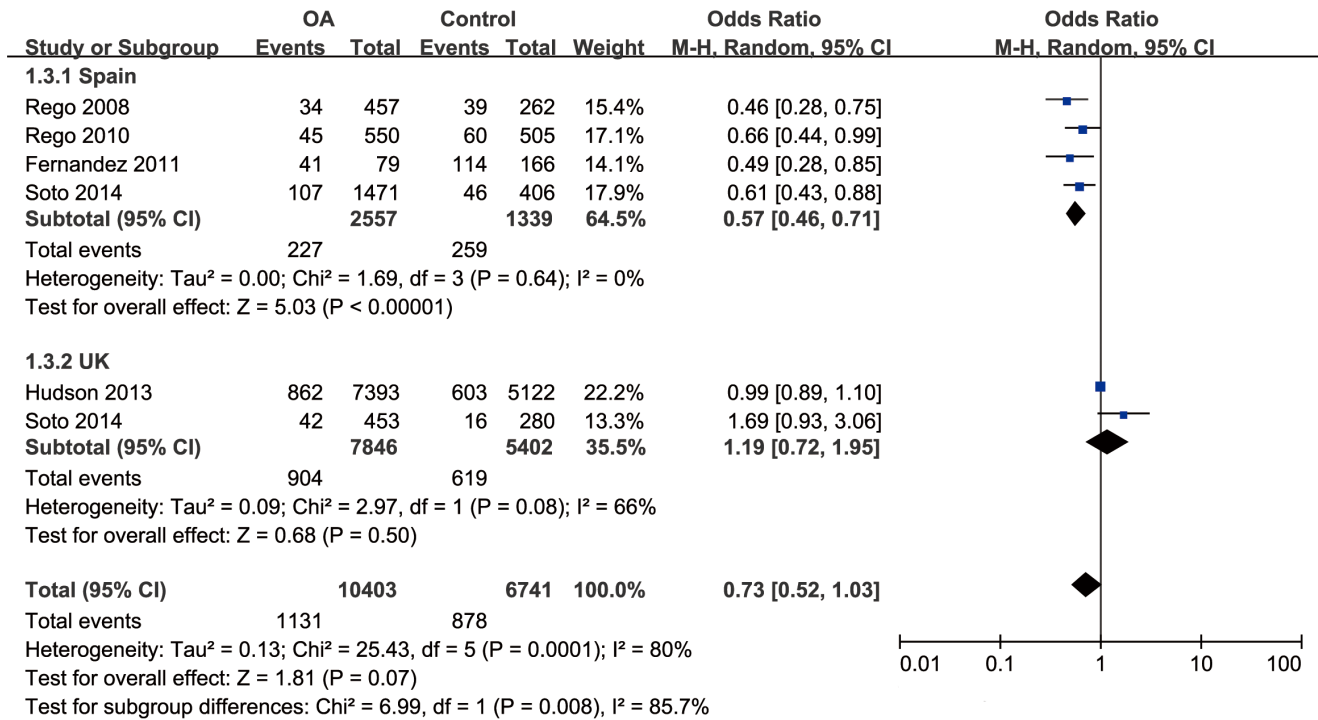 OA Control Odds Ratio Odds Ratio
Study or Subgroup Events Total Events Total Weight M-H, Random, 95% CI M-H, Random, 95% CI
1.3.1 Spain
Rego 2008 34 457 39 262 15.4% 0.46 [0.28, 0.75]
Rego 2010 45 550 60 505 17.1% 0.66 [0.44, 0.99]
Fernandez 2011 41 79 114 166 14.1% 0.49 [0.28, 0.85]
Soto 2014 107 1471 46 406 17.9% 0.61 [0.43, 0.88]
Subtotal (95% CI) 2557 1339 64.5% 0.57 [0.46, 0.71]
Total events 227 259
Heterogeneity: Tau² = 0.00; Chi² = 1.69, df = 3 (P = 0.64); I² = 0%
Test for overall effect: Z = 5.03 (P < 0.00001)
1.3.2 UK
Hudson 2013 862 7393 603 5122 22.2% 0.99 [0.89, 1.10]
Soto 2014 42 453 16 280 13.3% 1.69 [0.93, 3.06]
Subtotal (95% CI) 7846 5402 35.5% 1.19 [0.72, 1.95]
Total events 904 619
Heterogeneity: Tau² = 0.09; Chi² = 2.97, df = 1 (P = 0.08); I² = 66%
Test for overall effect: Z = 0.68 (P = 0.50)
Total (95% CI) 10403 6741 100.0% 0.73 [0.52, 1.03]
Total events 1131 878
Heterogeneity: Tau² = 0.13; Chi² = 25.43, df = 5 (P = 0.0001); I² = 80%
Test for overall effect: Z = 1.81 (P = 0.07)
Test for subgroup differences: Chi² = 6.99, df = 1 (P = 0.008), I² = 85.7%
0.01 0.1 1 10 100